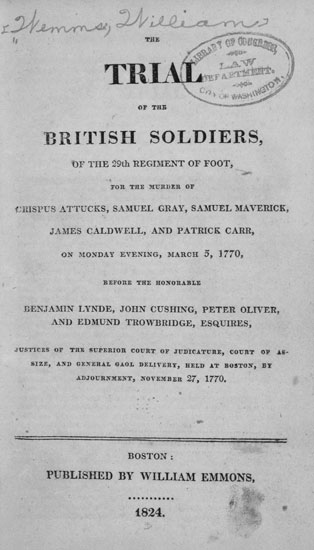 Wemms, William
THE
TRIAL
OF THE
BRITISH SOLDIERS,
OF THE 29th REGIMENT OF FOOT,
FOR THE MURDER OF
CRISPUS ATTUCKS, SAMUEL GRAY, SAMUEL MAVERICK,
JAMES CALDWELL, AND PATRICK CARR,
ON MONDAY EVENING, MARCH 5, 1770,
BEFORE THE HONORABLE
BENJAMIN LYNDE, JOHN CUSHING, PETER OLIVER,
AND EDMUND TROWBRIDGE, ESQUIRES,
JUSTICES OF THE SUPERIOR COURT OF JUDICATURE, COURT OF AS-
SIZE, AND GENERAL GAOL DELIVERY, HELD AT BOSTON, BY
ADJOURNMENT, NOVEMBER 27, 1770.
BOSTON:
PUBLISHED BY WILLIAM EMMONS,
1824.
LIBRARY OF CONGRESS,
LAW
DEPARTMENT.
CITY OF WASHINGTON.